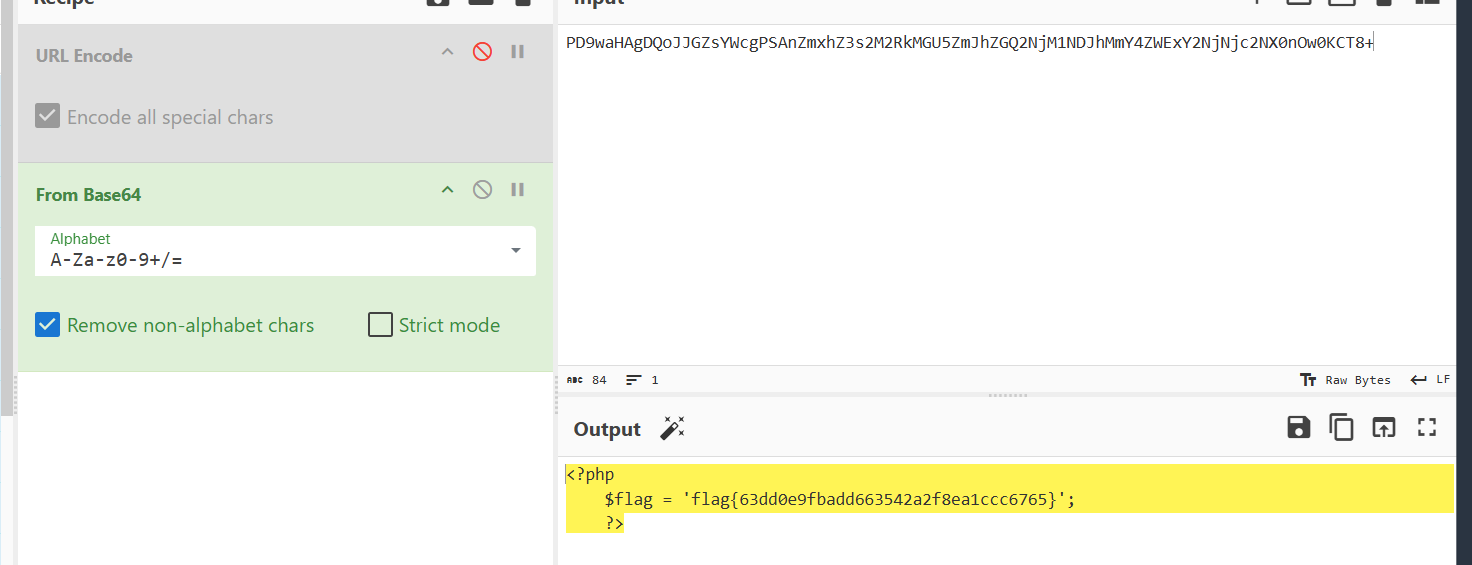 Recipe
URL Encode
Encode all special chars
From Base64
Alphabet
A-Za-z0-9+/=
Remove non-alphabet chars
Strict mode
Input
PD9waHAgDQoJJGZsYWcgPSAnZmxhZ3s2M2RkMGU5ZmJhZGQ2NjM1NDJhMmY4ZWExY2NjNjc2NX0nOw0KCT8+
ABC 84
1
Tт Raw Bytes
LF
Output
<?php
$flag = 'flag{63dd0e9fbadd663542a2f8ea1ccc6765}';
?>